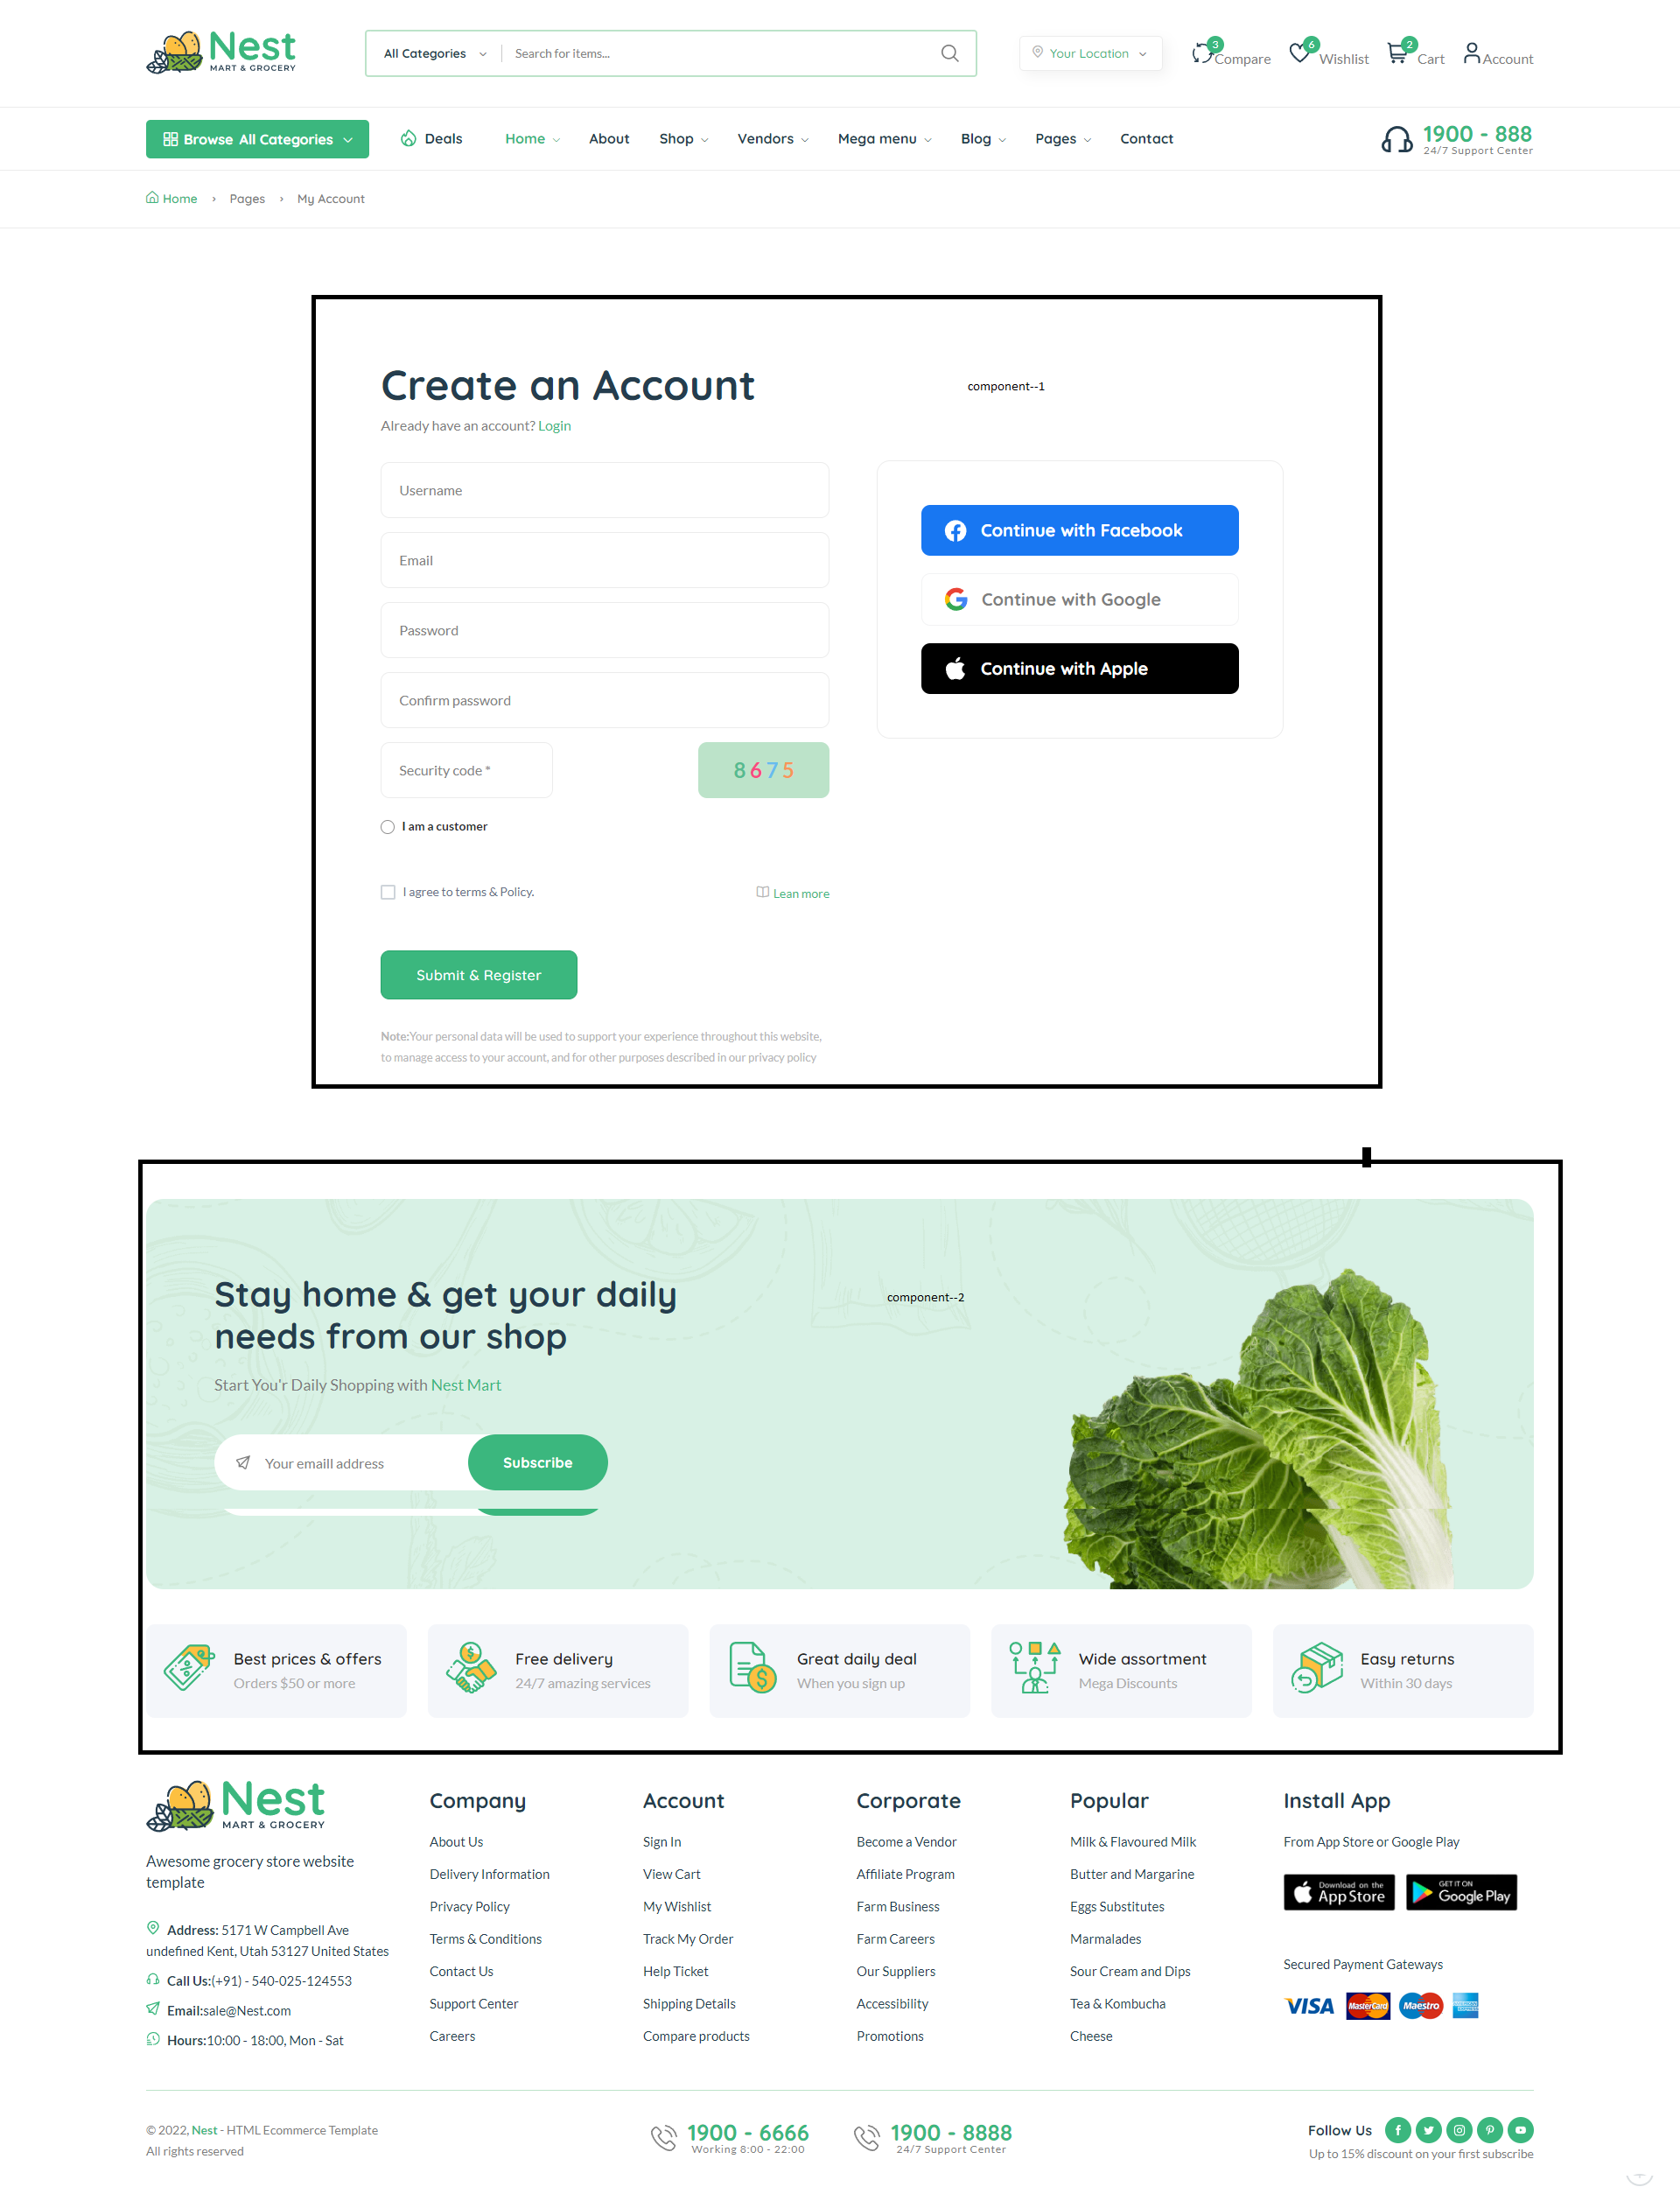 Nest
MART & GROCERY
All Categories
Search for items...
Your Location
3
Compare
6
Wishlist
2
Cart
Account
Browse All Categories
Deals
Home
About
Shop
Vendors
Mega menu
Blog
Pages
Contact
1900 - 888
24/7 Support Center
Home › Pages › My Account
Create an Account
component--1
Already have an account? Login
Username
Email
Password
Confirm password
Security code *
8675
I am a customer
I agree to terms & Policy.
Lean more
Submit & Register
Note:Your personal data will be used to support your experience throughout this website,
to manage access to your account, and for other purposes described in our privacy policy
Continue with Facebook
Continue with Google
Continue with Apple
Stay home & get your daily
needs from our shop
component--2
Start You'r Daily Shopping with Nest Mart
Your emaill address
Subscribe
Best prices & offers
Orders $50 or more
Free delivery
24/7 amazing services
Great daily deal
When you sign up
Wide assortment
Mega Discounts
Easy returns
Within 30 days
Nest
MART & GROCERY
Awesome grocery store website
template
Address: 5171 W Campbell Ave
undefined Kent, Utah 53127 United States
Call Us:(+91) - 540-025-124553
Email:sale@Nest.com
Hours:10:00 - 18:00, Mon - Sat
Company
About Us
Delivery Information
Privacy Policy
Terms & Conditions
Contact Us
Support Center
Careers
Account
Sign In
View Cart
My Wishlist
Track My Order
Help Ticket
Shipping Details
Compare products
Corporate
Become a Vendor
Affiliate Program
Farm Business
Farm Careers
Our Suppliers
Accessibility
Promotions
Popular
Milk & Flavoured Milk
Butter and Margarine
Eggs Substitutes
Marmalades
Sour Cream and Dips
Tea & Kombucha
Cheese
Install App
From App Store or Google Play
Download on the
App Store
GET IT ON
Google Play
Secured Payment Gateways
VISA
MasterCard
Maestro
AMERICAN
EXPRESS
© 2022, Nest - HTML Ecommerce Template
All rights reserved
1900 - 6666
Working 8:00 - 22:00
1900 - 8888
24/7 Support Center
Follow Us
Up to 15% discount on your first subscribe